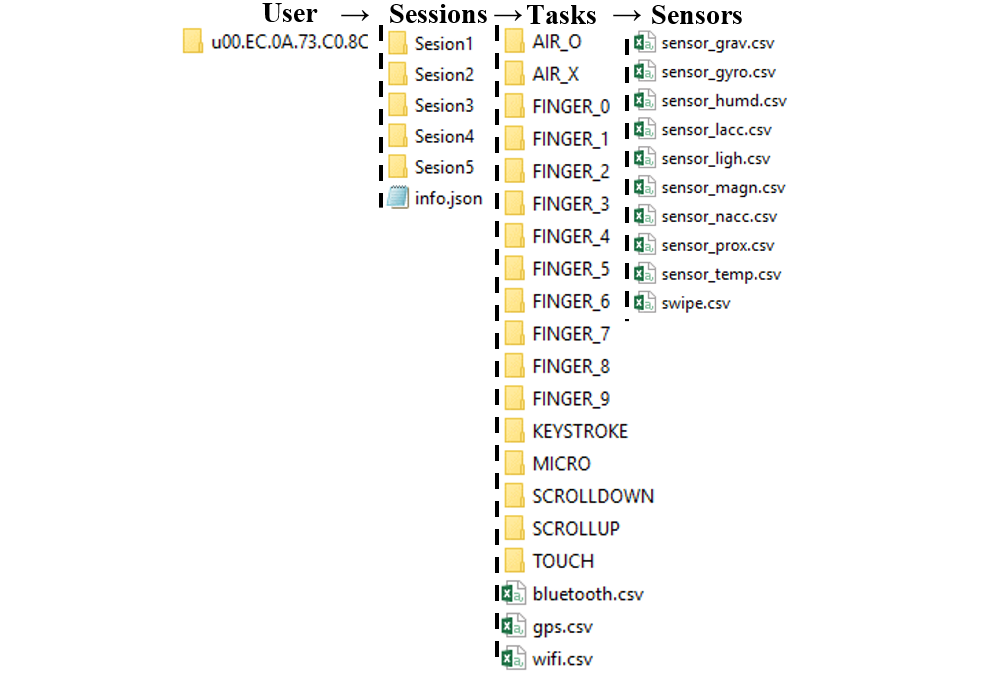 User → Sessions → Tasks → Sensors
u00.EC.0A.73.C0.8C
Sesion1
Sesion2
Sesion3
Sesion4
Sesion5
info.json
AIR_O
AIR_X
FINGER_0
FINGER_1
FINGER_2
FINGER_3
FINGER_4
FINGER_5
FINGER_6
FINGER_7
FINGER_8
FINGER_9
KEYSTROKE
MICRO
SCROLLDOWN
SCROLLUP
TOUCH
bluetooth.csv
gps.csv
wifi.csv
sensor_grav.csv
sensor_gyro.csv
sensor_humd.csv
sensor_lacc.csv
sensor_ligh.csv
sensor_magn.csv
sensor_nacc.csv
sensor_prox.csv
sensor_temp.csv
swipe.csv